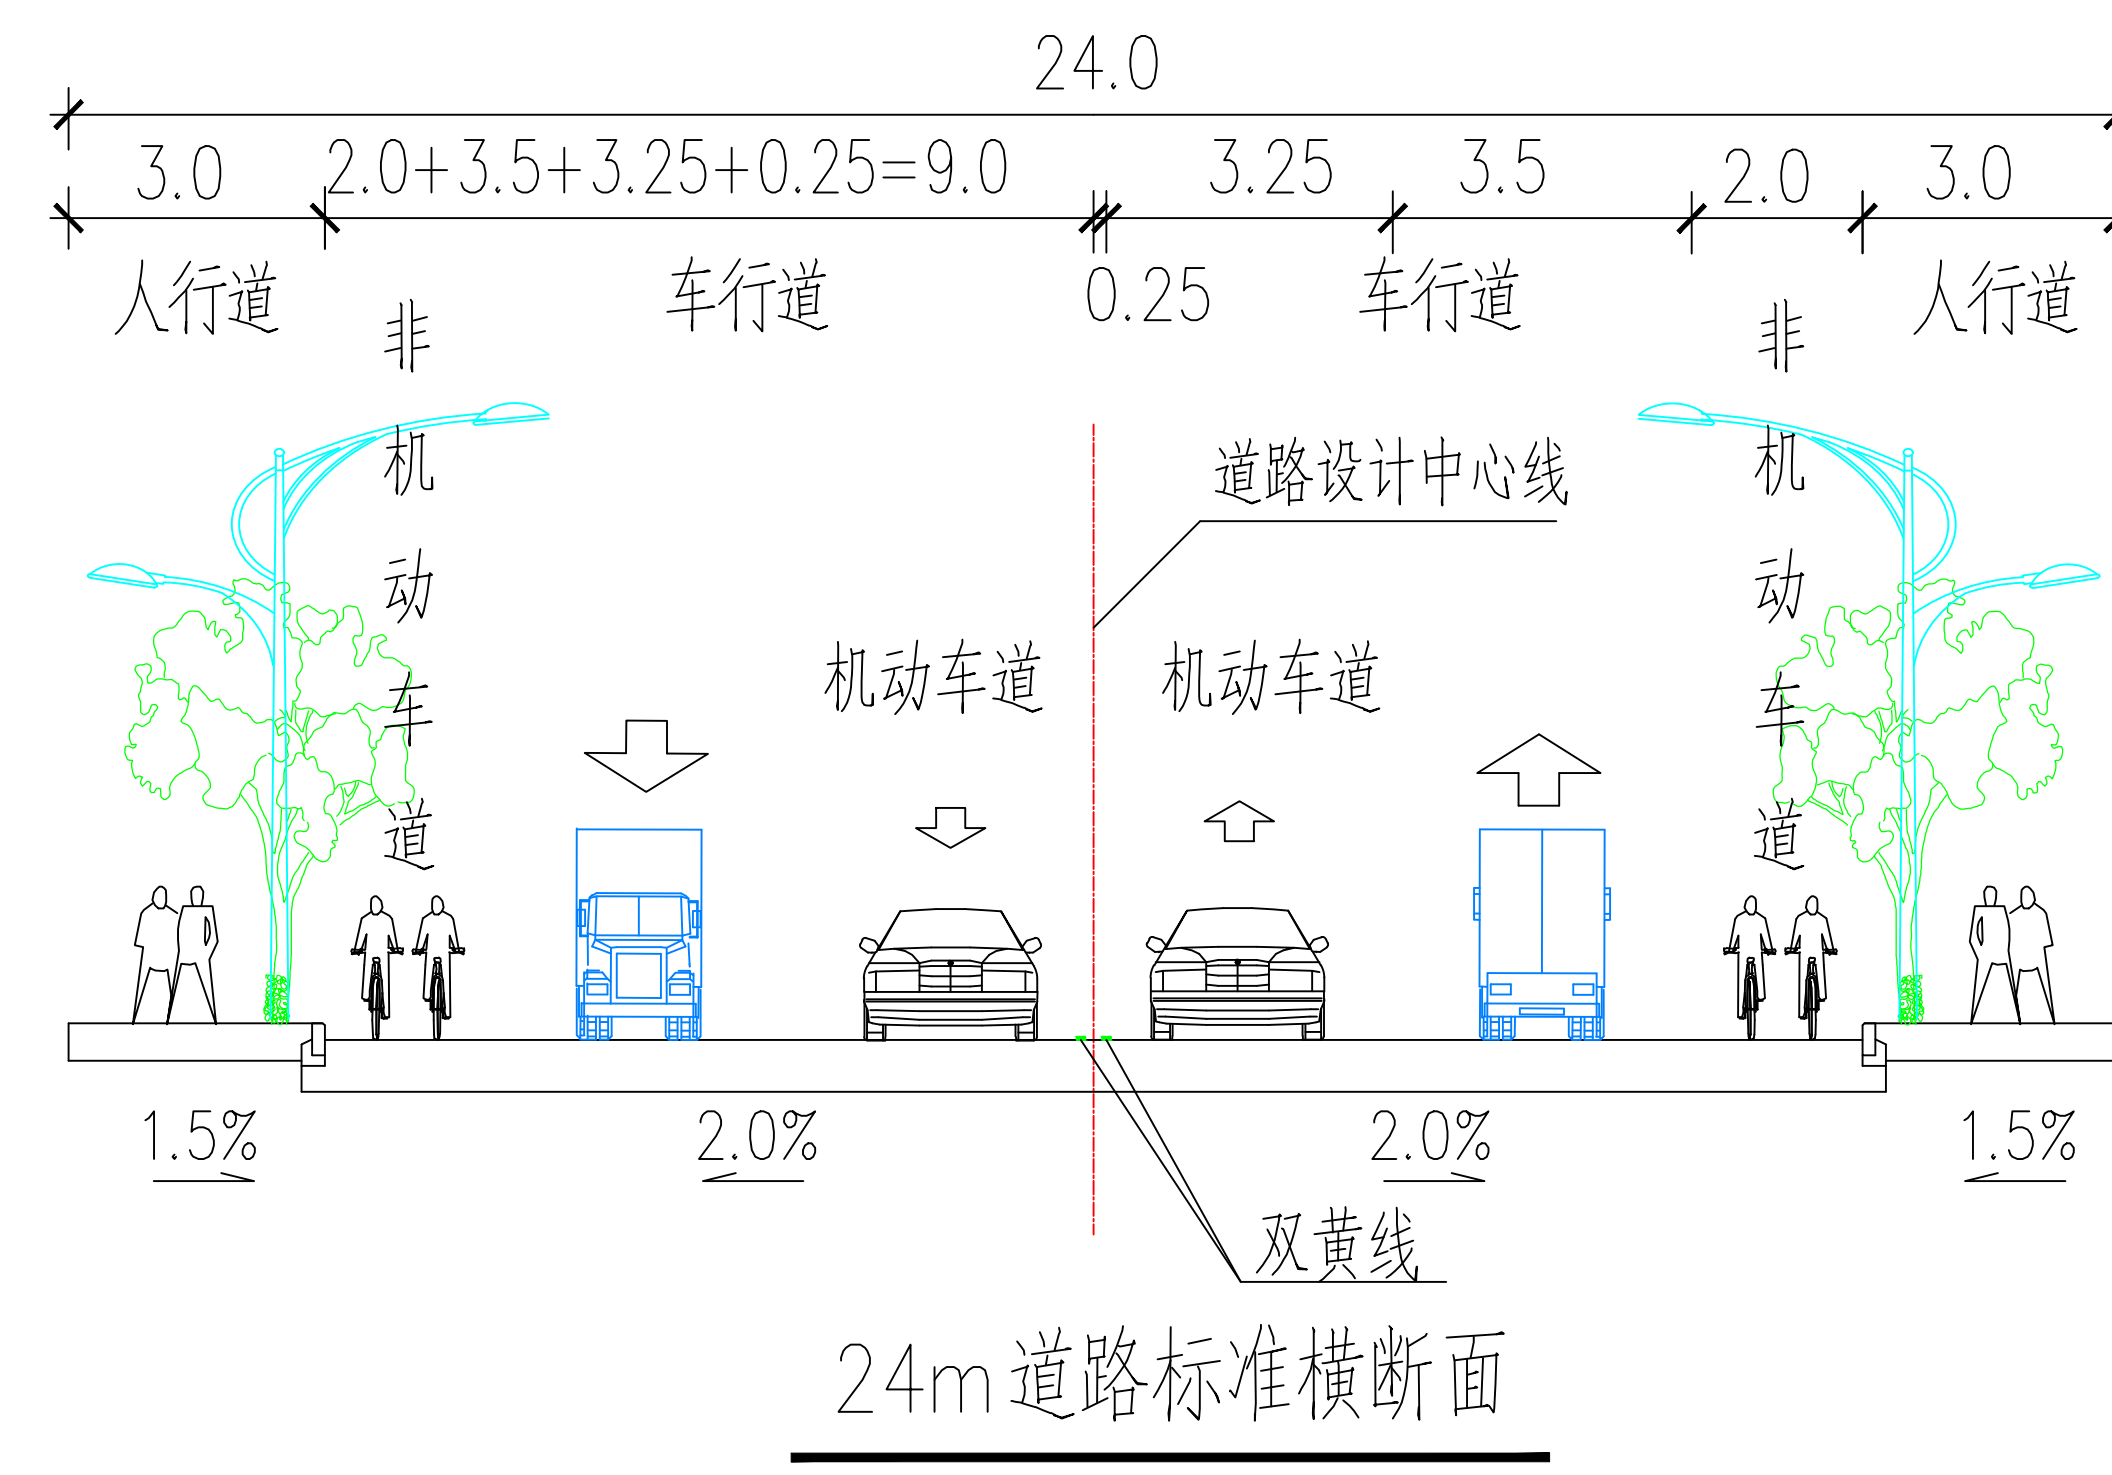 24.0
3.0 2.0+3.5+3.25+0.25=9.0 3.25 3.5 2.0 3.0
人行道 车行道 0.25 车行道 人行道
非机动车道
非机动车道
道路设计中心线
机动车道 机动车道
1.5% 2.0% 2.0% 1.5%
双黄线
24m道路标准横断面